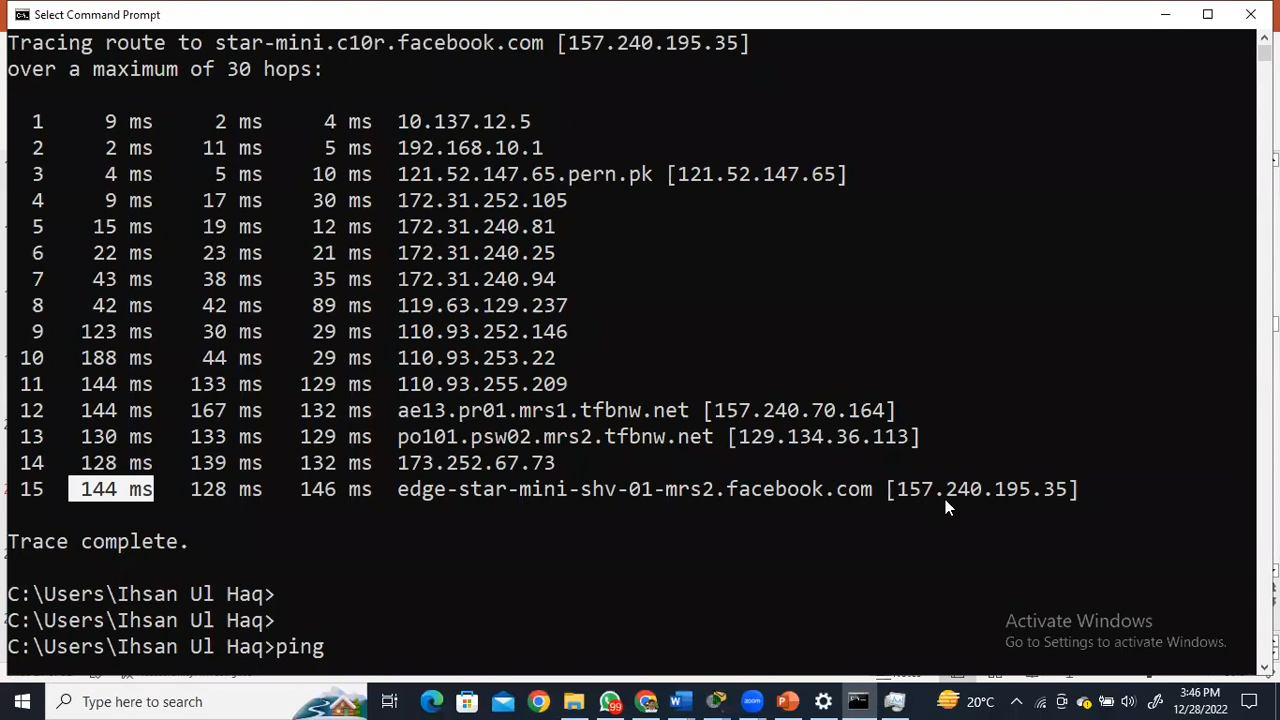 Select Command Prompt
Tracing route to star-mini.c10r.facebook.com [157.240.195.35]
over a maximum of 30 hops:
1 9 ms 2 ms 4 ms 10.137.12.5
2 2 ms 11 ms 5 ms 192.168.10.1
3 4 ms 5 ms 10 ms 121.52.147.65.pern.pk [121.52.147.65]
4 9 ms 17 ms 30 ms 172.31.252.105
5 15 ms 19 ms 12 ms 172.31.240.81
6 22 ms 23 ms 21 ms 172.31.240.25
7 43 ms 38 ms 35 ms 172.31.240.94
8 42 ms 42 ms 89 ms 119.63.129.237
9 123 ms 30 ms 29 ms 110.93.252.146
10 188 ms 44 ms 29 ms 110.93.253.22
11 144 ms 133 ms 129 ms 110.93.255.209
12 144 ms 167 ms 132 ms ae13.pr01.mrs1.tfbnw.net [157.240.70.164]
13 130 ms 133 ms 129 ms po101.psw02.mrs2.tfbnw.net [129.134.36.113]
14 128 ms 139 ms 132 ms 173.252.67.73
15 144 ms 128 ms 146 ms edge-star-mini-shv-01-mrs2.facebook.com [157.240.195.35]
Trace complete.
C:\Users\Ihsan Ul Haq>
C:\Users\Ihsan Ul Haq>
C:\Users\Ihsan Ul Haq>ping
Activate Windows
Go to Settings to activate Windows.
Type here to search
99
20°C
3:46 PM
12/28/2022